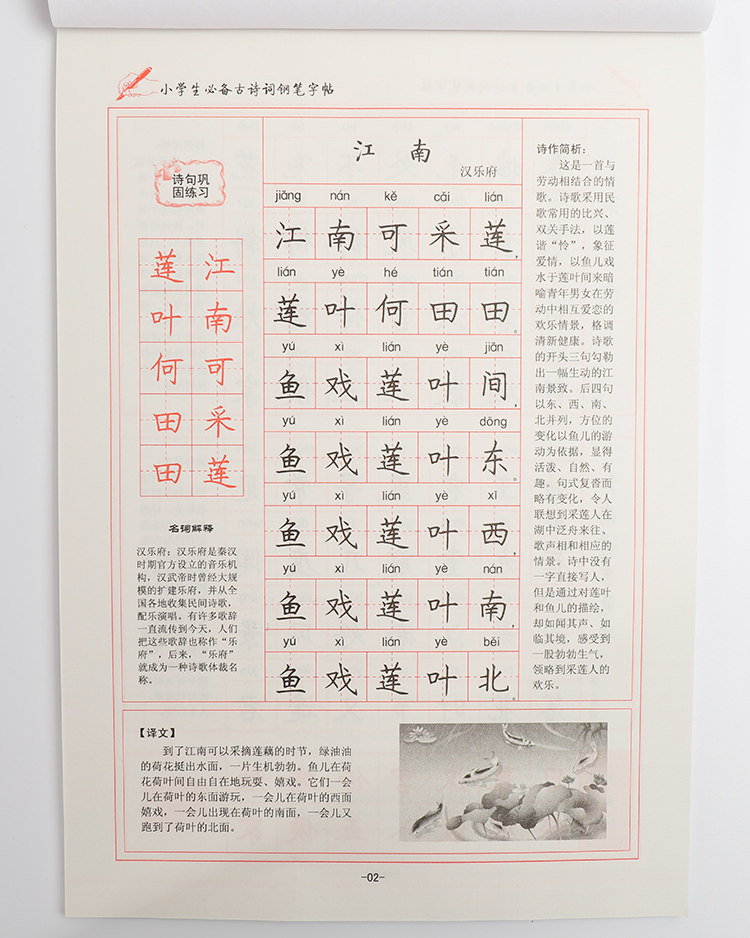 小学生必备古诗词钢笔字帖
诗句巩
固练习
莲 江
叶 南
何 可
田 采
田 莲
名词解释
汉乐府：汉乐府是秦汉
时期官方设立的音乐机
构，汉武帝时曾经大规
模的扩建乐府，并从全
国各地收集民间诗歌，
配乐演唱。有许多歌辞
一直流传到今天，人们
把这些歌辞也称作“乐
府”，后来，“乐府”
就成为一种诗歌体裁名
称。
江 南
汉乐府
jiāng nán kě cǎi lián
江南可采莲，
lián yè hé tián tián
莲叶何田田。
yú xì lián yè jiān
鱼戏莲叶间，
yú xì lián yè dōng
鱼戏莲叶东。
yú xì lián yè xī
鱼戏莲叶西，
yú xì lián yè nán
鱼戏莲叶南，
yú xì lián yè běi
鱼戏莲叶北。
诗作简析：
这是一首与
劳动相结合的情
歌。诗歌采用民
歌常用的比兴、
双关手法，以莲
谐“怜”，象征
爱情，以鱼儿戏
水于莲叶间来暗
喻青年男女在劳
动中相互爱恋的
欢乐情景，格调
清新健康。诗歌
的开头三句勾勒
出一幅生动的江
南景致。后四句
以东、西、南、
北并列，方位的
变化以鱼儿的游
动为依据，显得
活泼、自然、有
趣。句式复沓而
略有变化，令人
联想到采莲人在
湖中泛舟来往、
歌声相和相应的
情景。诗中没有
一字直接写人，
但是通过对莲叶
和鱼儿的描绘，
却如闻其声、如
临其境，感受到
一股勃勃生气，
领略到采莲人的
欢乐。
【译文】
到了江南可以采摘莲藕的时节，绿油油
的荷花挺出水面，一片生机勃勃。鱼儿在荷
花荷叶间自由自在地玩耍、嬉戏。它们一会
儿在荷叶的东面游玩，一会儿在荷叶的西面
嬉戏，一会儿出现在荷叶的南面，一会儿又
跑到了荷叶的北面。
-02-